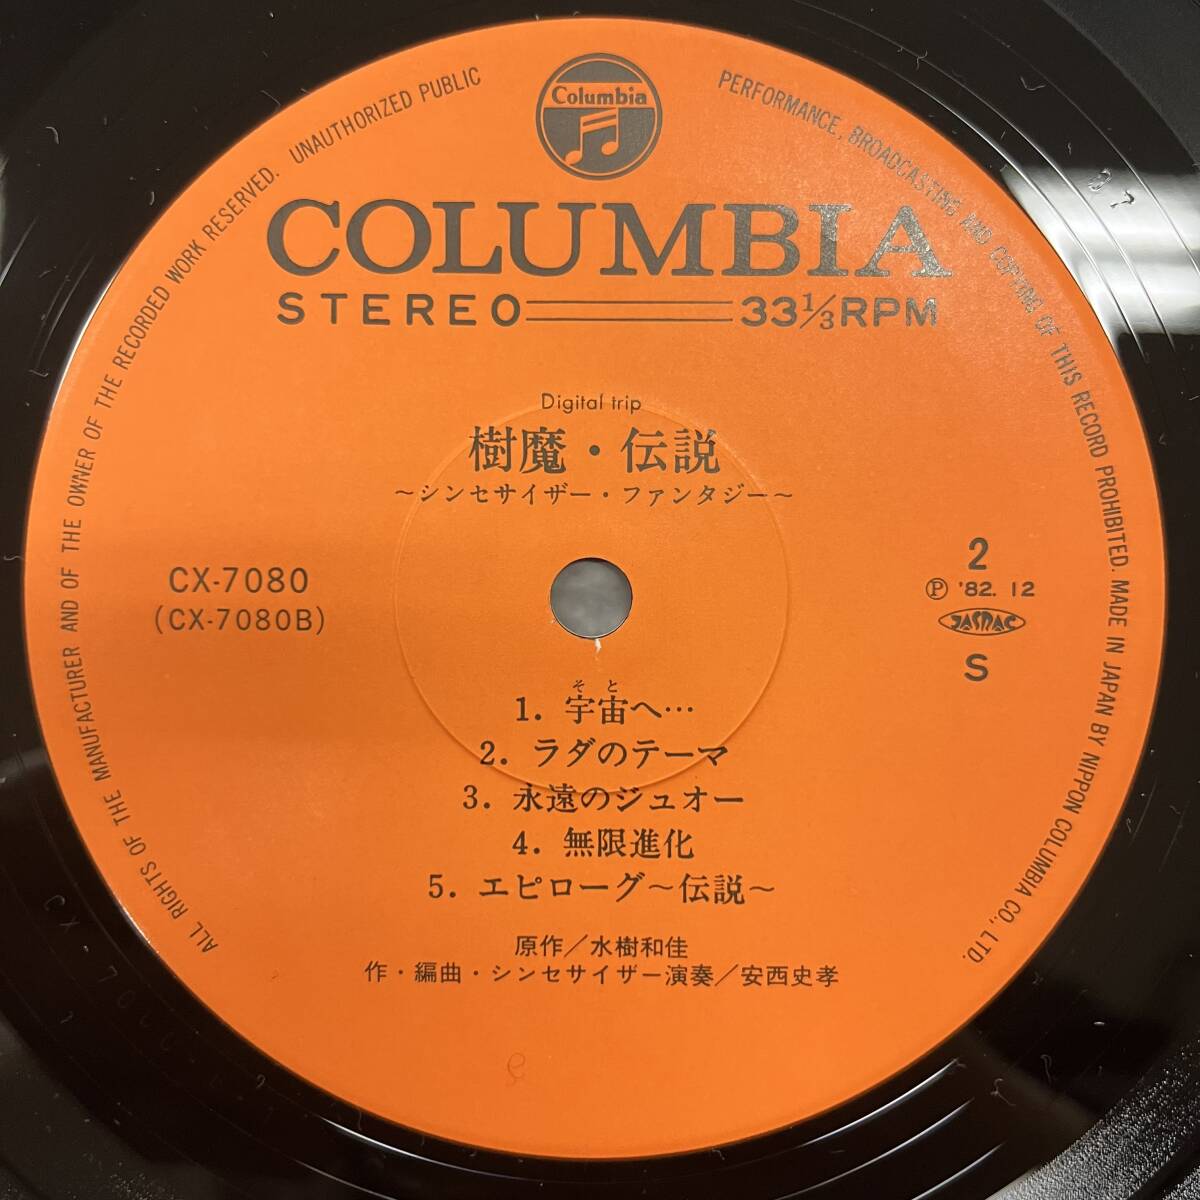 Columbia
COLUMBIA
STEREO 33 1/3 RPM
Digital trip
樹魔・伝説
～シンセサイザー・ファンタジー～
CX-7080
(CX-7080B)
2
Ⓟ '82. 12
JASRAC
S
そと
1. 宇宙へ…
2. ラダのテーマ
3. 永遠のジュオー
4. 無限進化
5. エピローグ～伝説～
原作／水樹和佳
作・編曲・シンセサイザー演奏／安西史孝
ALL RIGHTS OF THE MANUFACTURER AND OF THE OWNER OF THE RECORDED WORK RESERVED. UNAUTHORIZED PUBLIC PERFORMANCE, BROADCASTING AND COPYING OF THIS RECORD PROHIBITED. MADE IN JAPAN BY NIPPON COLUMBIA CO., LTD.